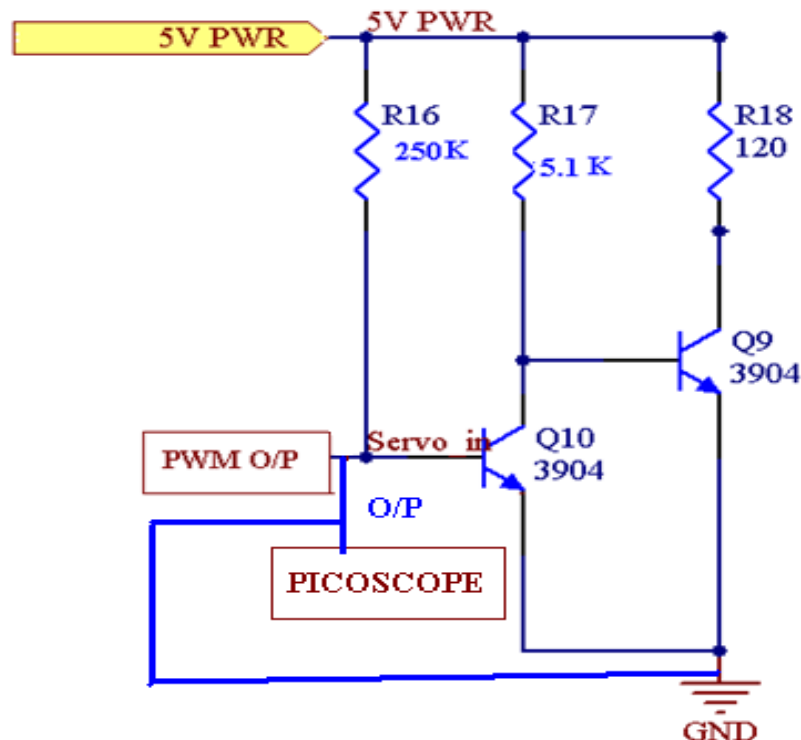 5V PWR
5V PWR
R16
250K
R17
5.1 K
R18
120
Q9
3904
PWM O/P
Servo in
Q10
3904
O/P
PICOSCOPE
GND